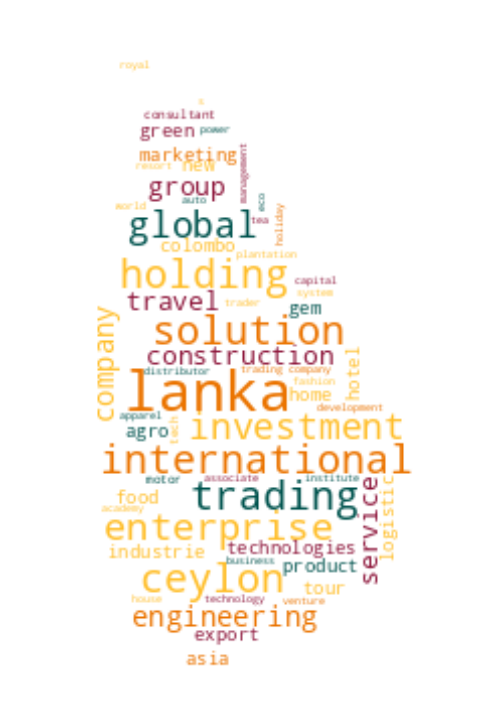 royal
s
consultant
green power
marketing
resort new
management
group
auto
eco
world
global tea
holiday
colombo
plantation
holding
capital
system
travel trader
gem
company
solution
construction
hotel
distributor trading company
fashion
lanka home
development
apparel
tech
agro investment
international
motor associate institute
trading
service
logistic
food
academy
enterprise
industrie technologies
business product
ceylon tour
house technology venture
engineering
export
asia